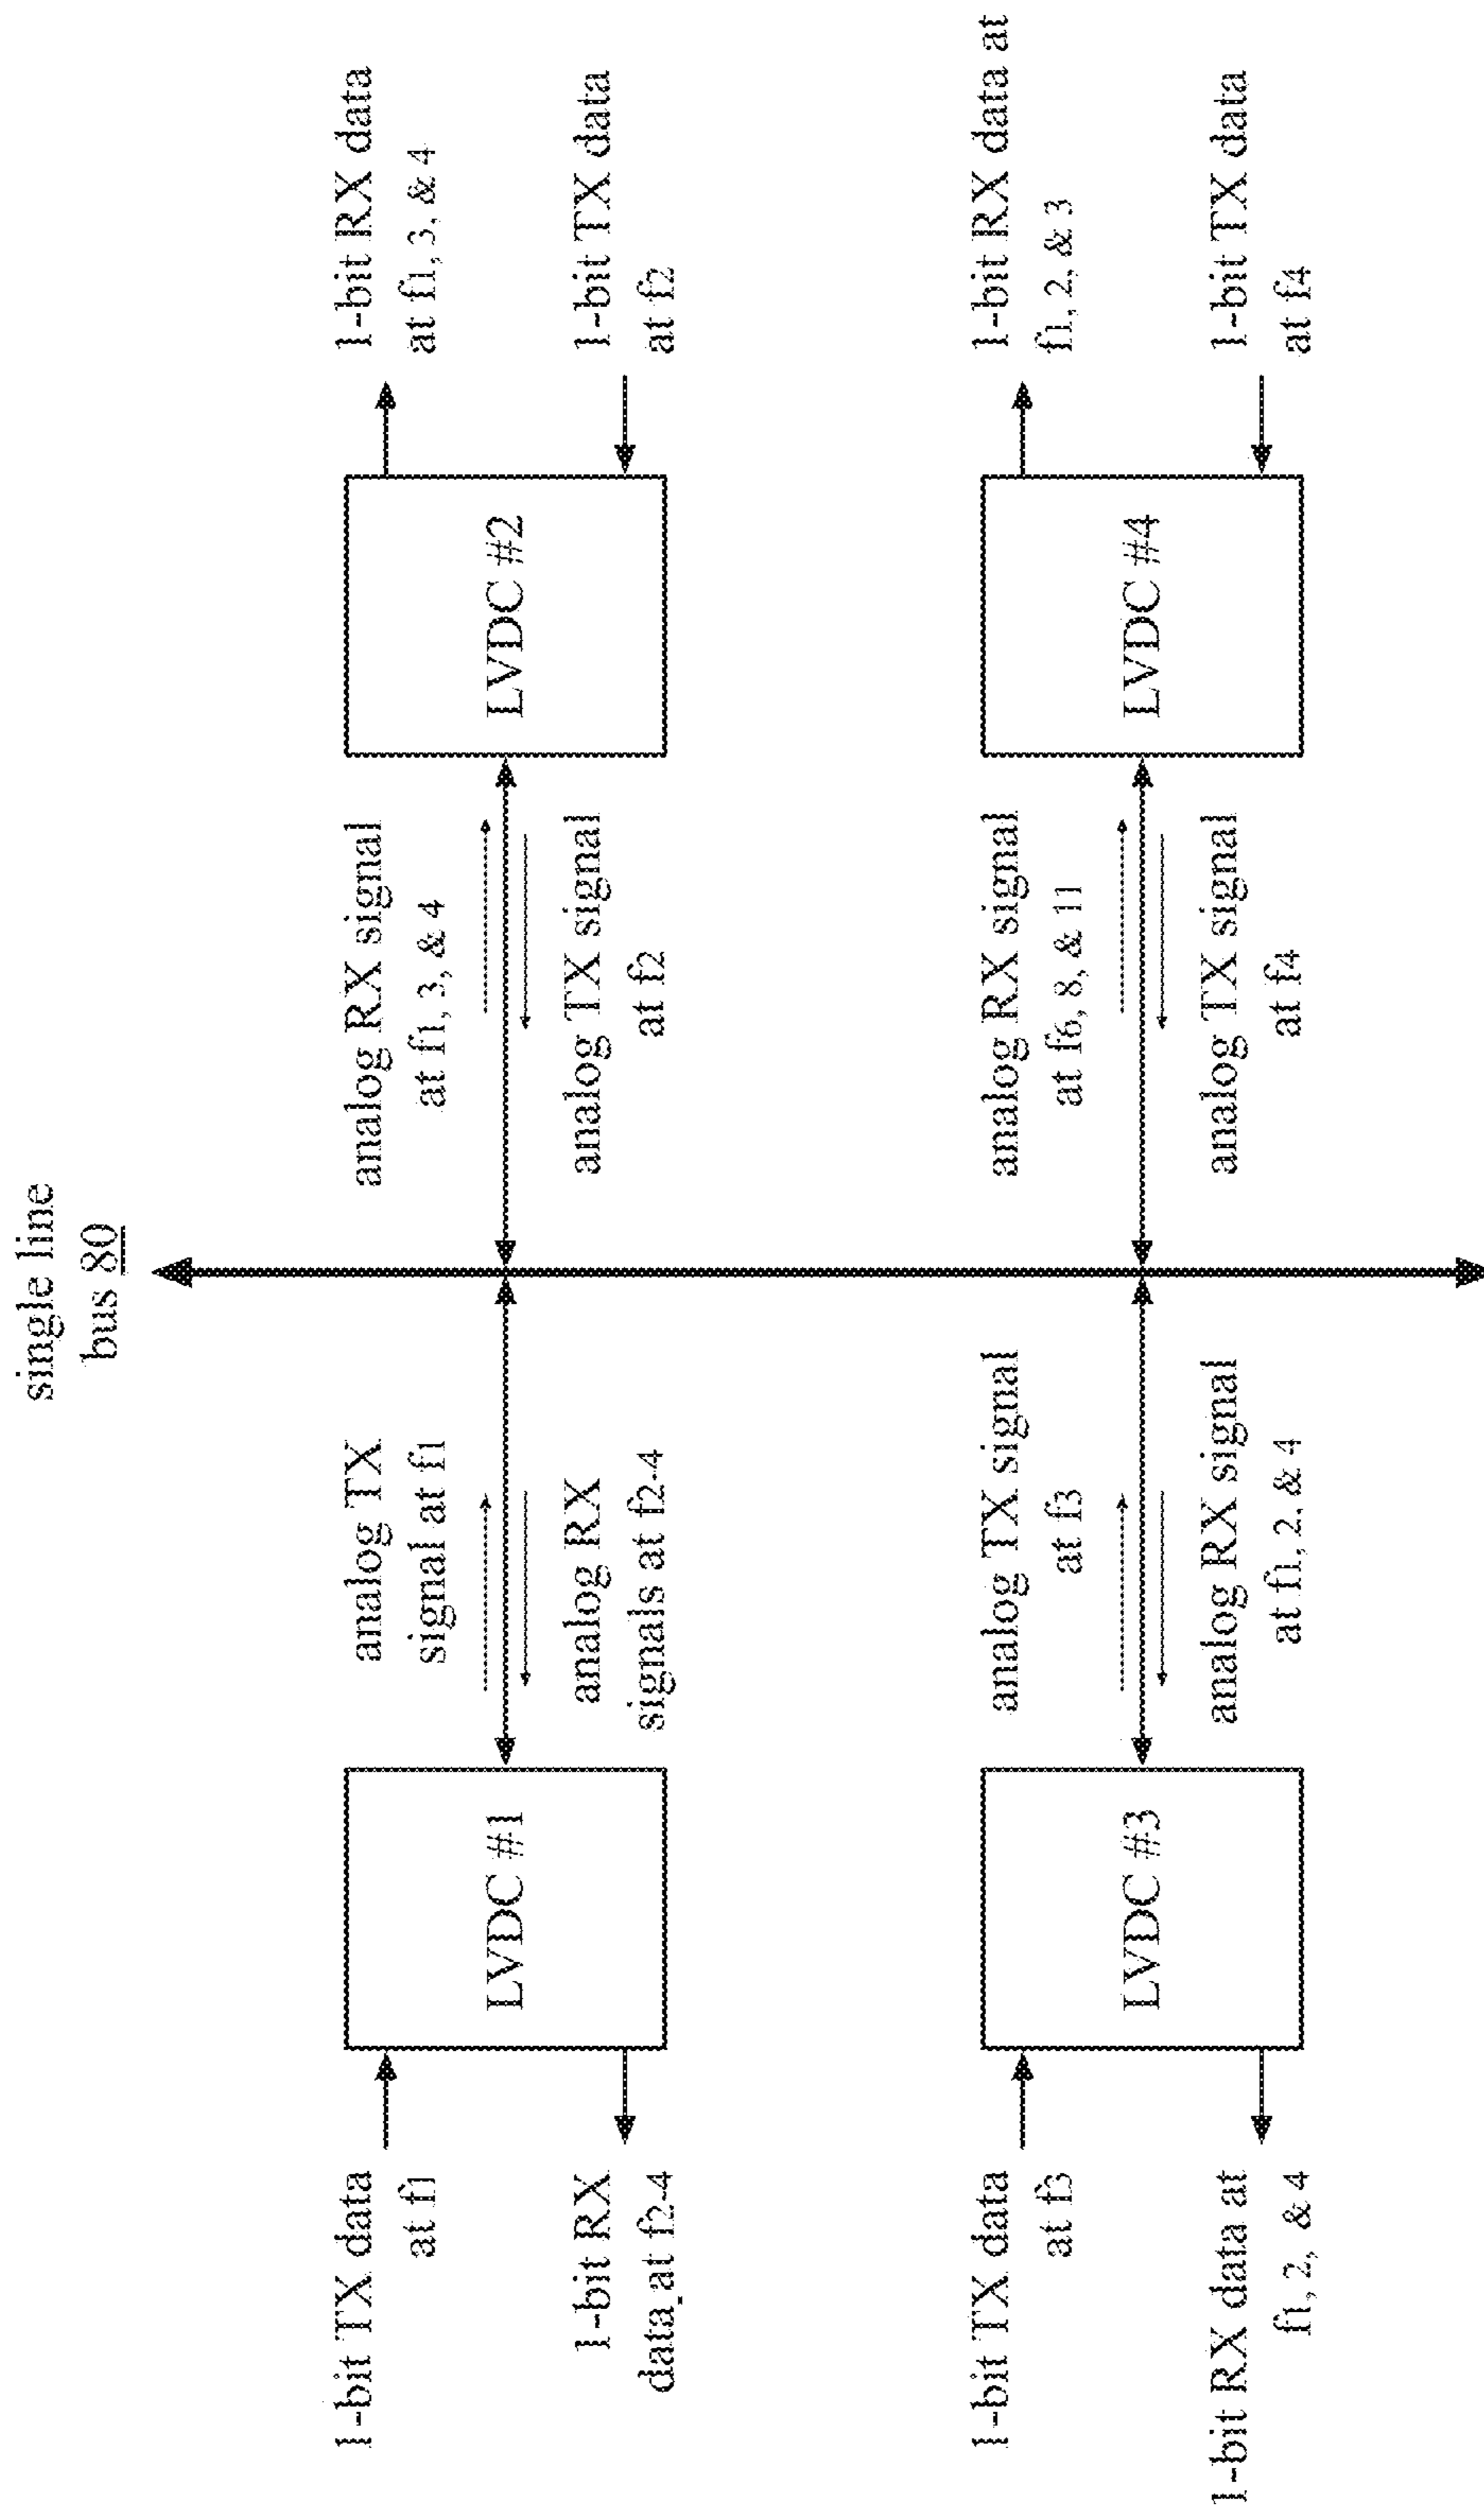 single line
bus 80
1-bit TX data
at f1
1-bit RX
data at f2-4
LVDC #1
analog TX
signal at f1
analog RX
signals at f2-4
analog RX signal
at f1, 3, & 4
analog TX signal
at f2
LVDC #2
1-bit RX data
at f1, 3, & 4
1-bit TX data
at f2
1-bit TX data
at f3
1-bit RX data at
f1, 2, & 4
LVDC #3
analog TX signal
at f3
analog RX signal
at f1, 2, & 4
analog RX signal
at f6, 8, & 11
analog TX signal
at f4
LVDC #4
1-bit RX data at
f1, 2, & 3
1-bit TX data
at f4